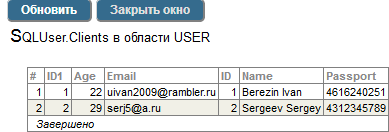 Обновить Закрыть окно
SQLUser.Clients в области USER
# ID1 Age Email ID Name Passport
1 1 22 uivan2009@rambler.ru 1 Berezin Ivan 4616240251
2 2 29 serj5@a.ru 2 Sergeev Sergey 4312345789
Завершено